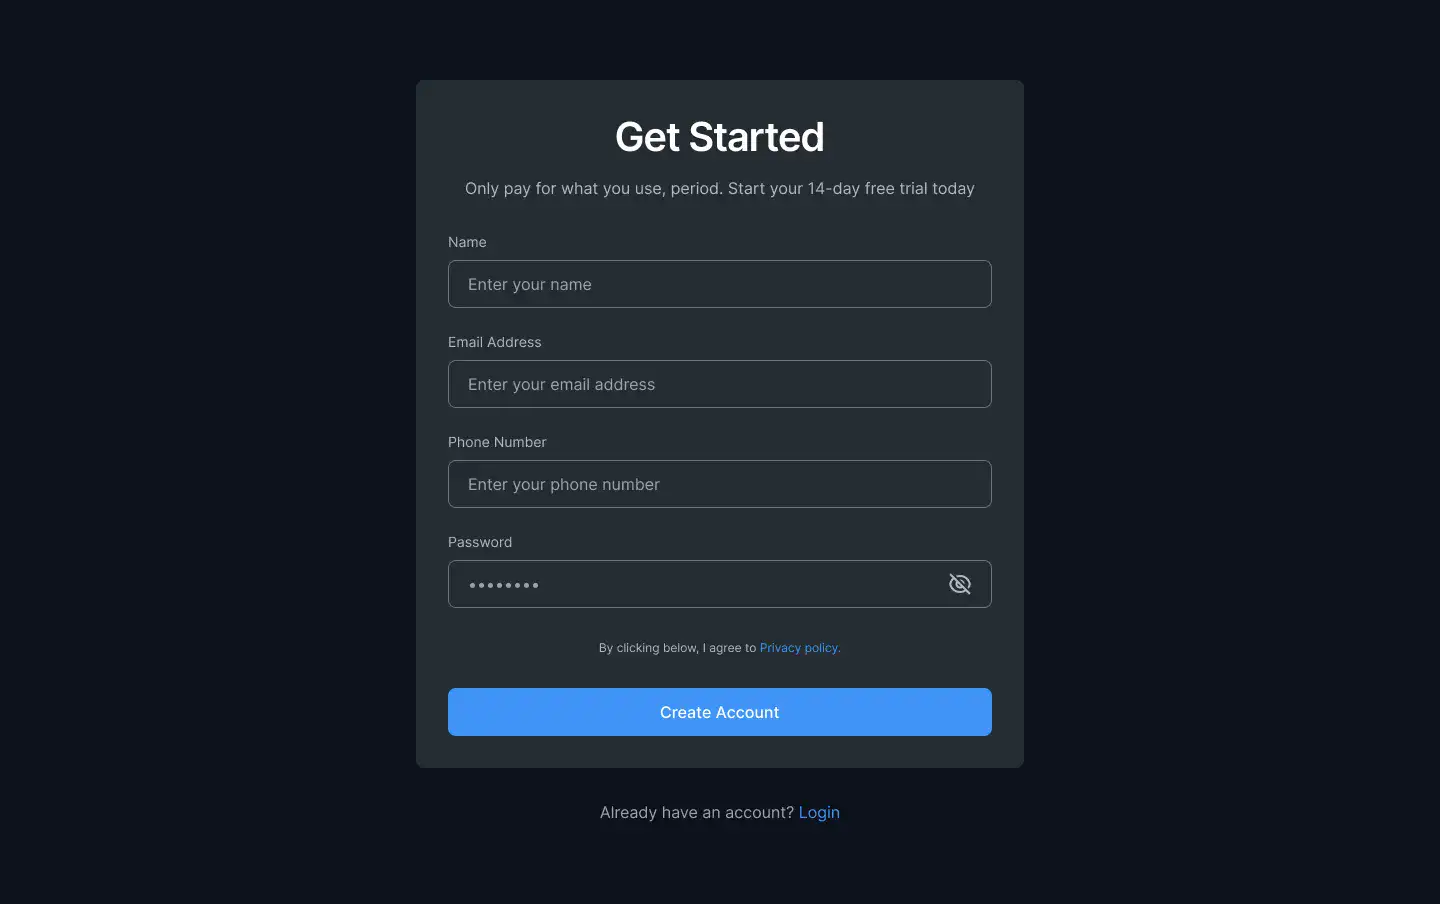 Get Started
Only pay for what you use, period. Start your 14-day free trial today
Name
Enter your name
Email Address
Enter your email address
Phone Number
Enter your phone number
Password
••••••••
By clicking below, I agree to Privacy policy.
Create Account
Already have an account? Login